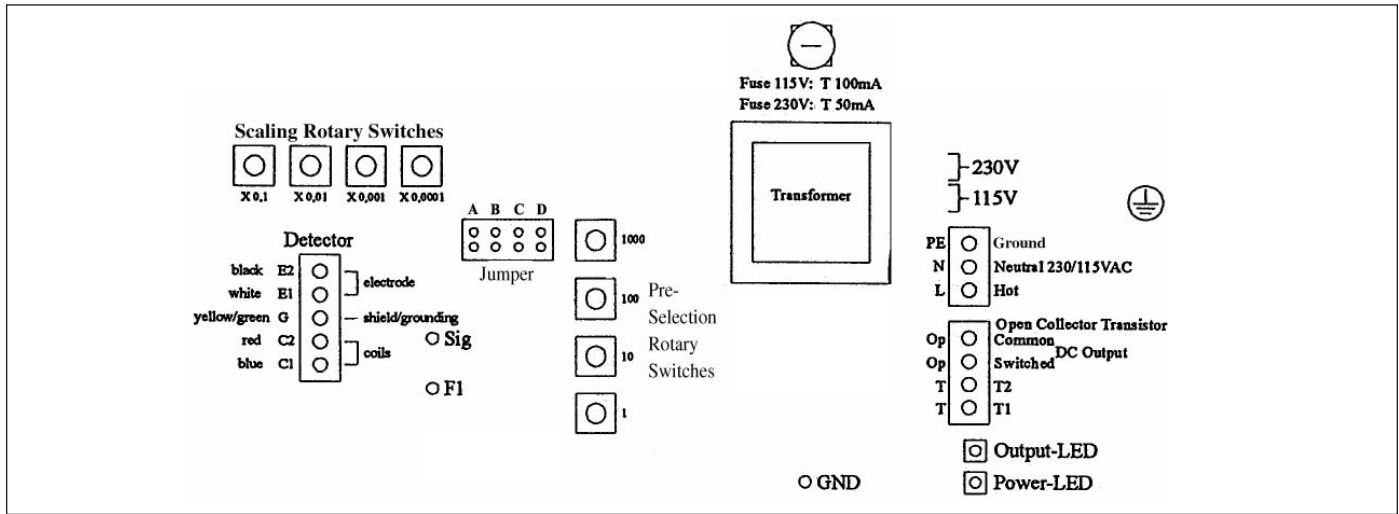 Fuse 115V: T 100mA
Fuse 230V: T 50mA
Scaling Rotary Switches
X 0,1 X 0,01 X 0,001 X 0,0001
Transformer
230V
115V
A B C D
Jumper
Detector
black E2
white E1
electrode
yellow/green G shield/grounding
red C2
blue C1
coils
Sig
F1
1000
100
10
1
Pre-
Selection
Rotary
Switches
PE Ground
N Neutral 230/115VAC
L Hot
Open Collector Transistor
Op Common
Op Switched
DC Output
T T2
T T1
Output-LED
GND
Power-LED